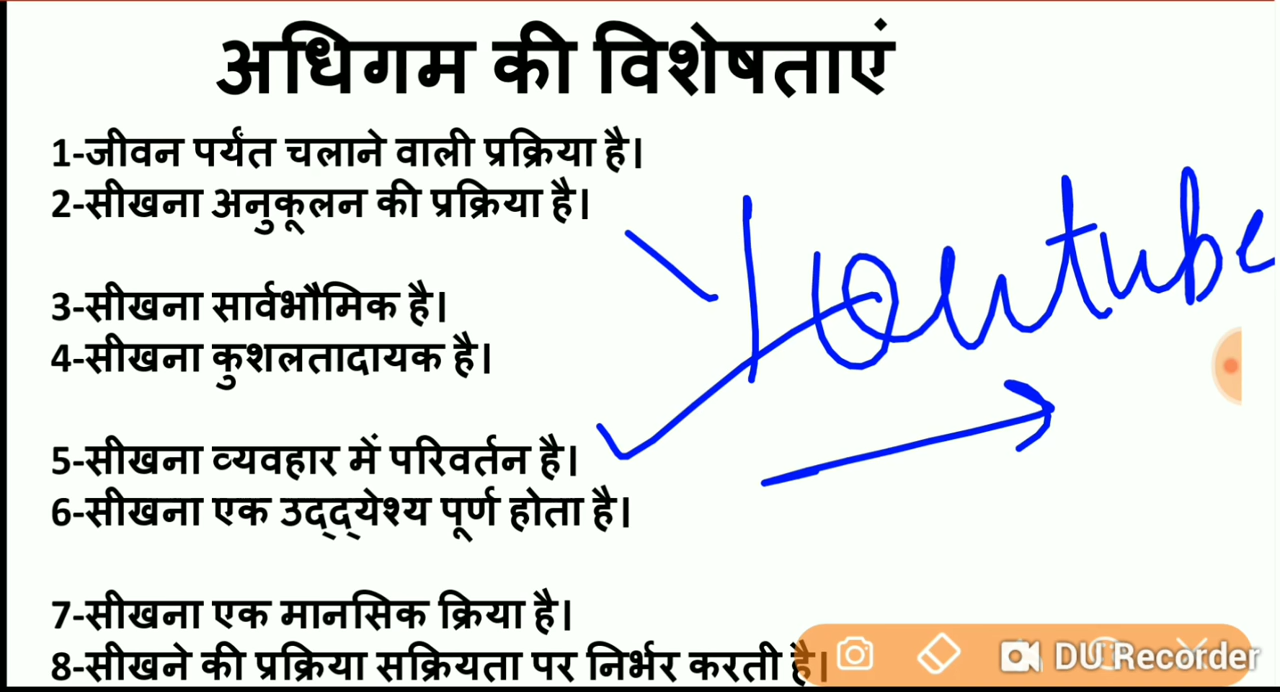 अधिगम की विशेषताएं
1-जीवन पर्यंत चलाने वाली प्रक्रिया है।
2-सीखना अनुकूलन की प्रक्रिया है।
3-सीखना सार्वभौमिक है।
4-सीखना कुशलतादायक है।
Youtube
5-सीखना व्यवहार में परिवर्तन है।
6-सीखना एक उद्द्येश्य पूर्ण होता है।
7-सीखना एक मानसिक क्रिया है।
8-सीखने की प्रक्रिया सक्रियता पर निर्भर करती है।
DU Recorder